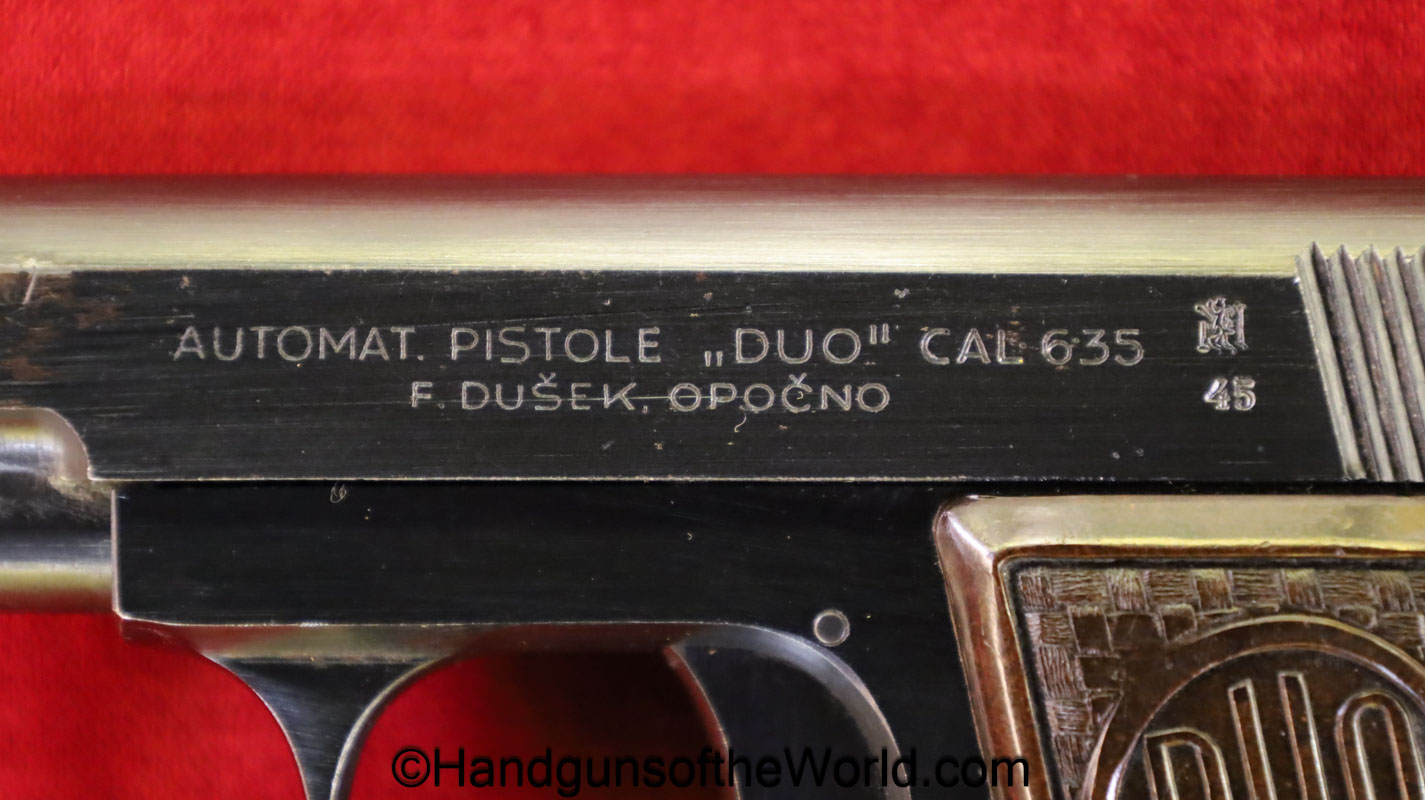 AUTOMAT. PISTOLE „DUO" CAL 6·35
F. DUŠEK, OPOČNO
45
DUO
©HandgunsoftheWorld.com